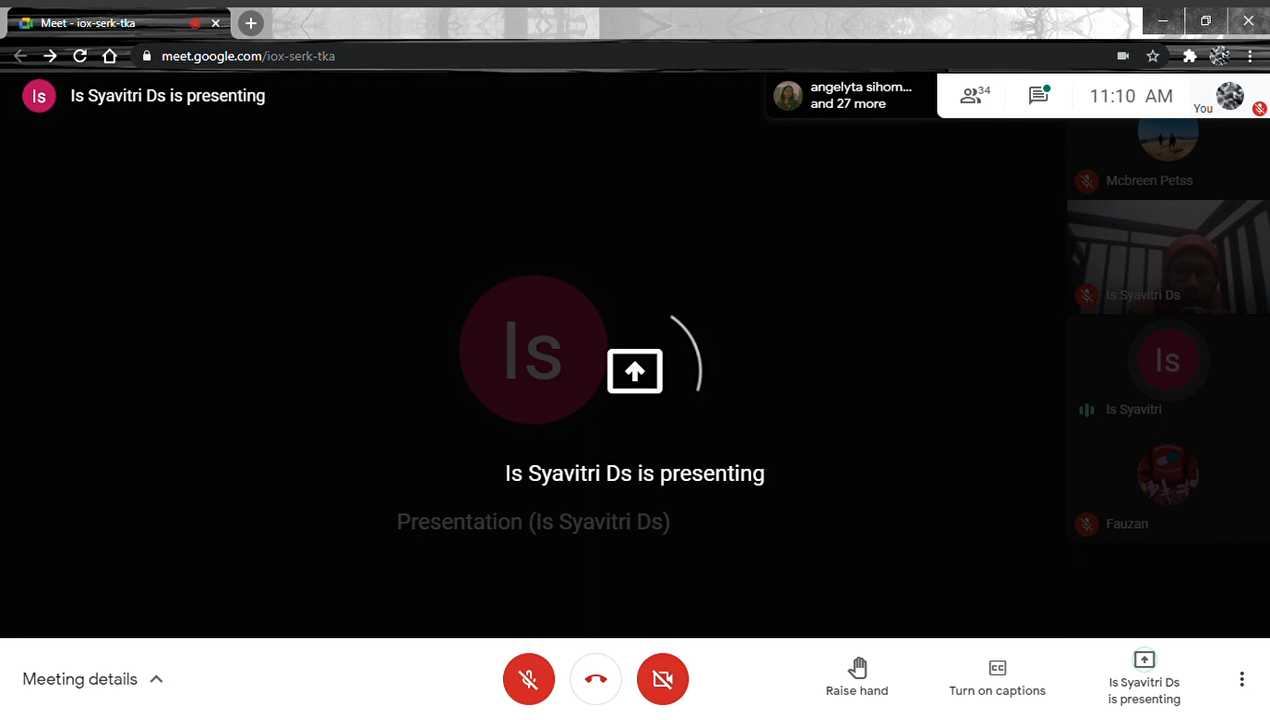 Meet - iox-serk-tka
meet.google.com/iox-serk-tka
Is
Is Syavitri Ds is presenting
angelyta sihom...
and 27 more
34
11:10 AM
You
Mcbreen Petss
Is Syavitri Ds
Is
Is Syavitri
Fauzan
Is
Is Syavitri Ds is presenting
Presentation (Is Syavitri Ds)
Meeting details
Raise hand
CC
Turn on captions
Is Syavitri Ds
is presenting